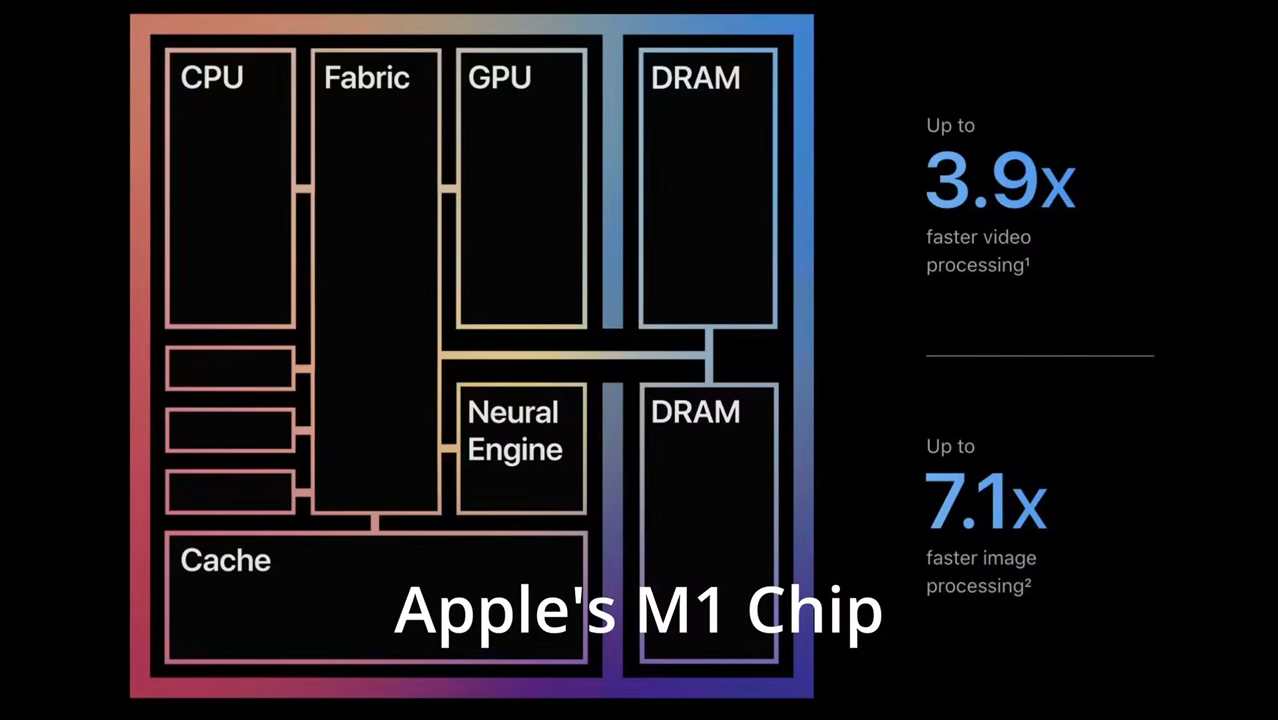 CPU
Fabric
GPU
DRAM
Neural
Engine
DRAM
Cache
Apple's M1 Chip
Up to
3.9x
faster video
processing¹
Up to
7.1x
faster image
processing²